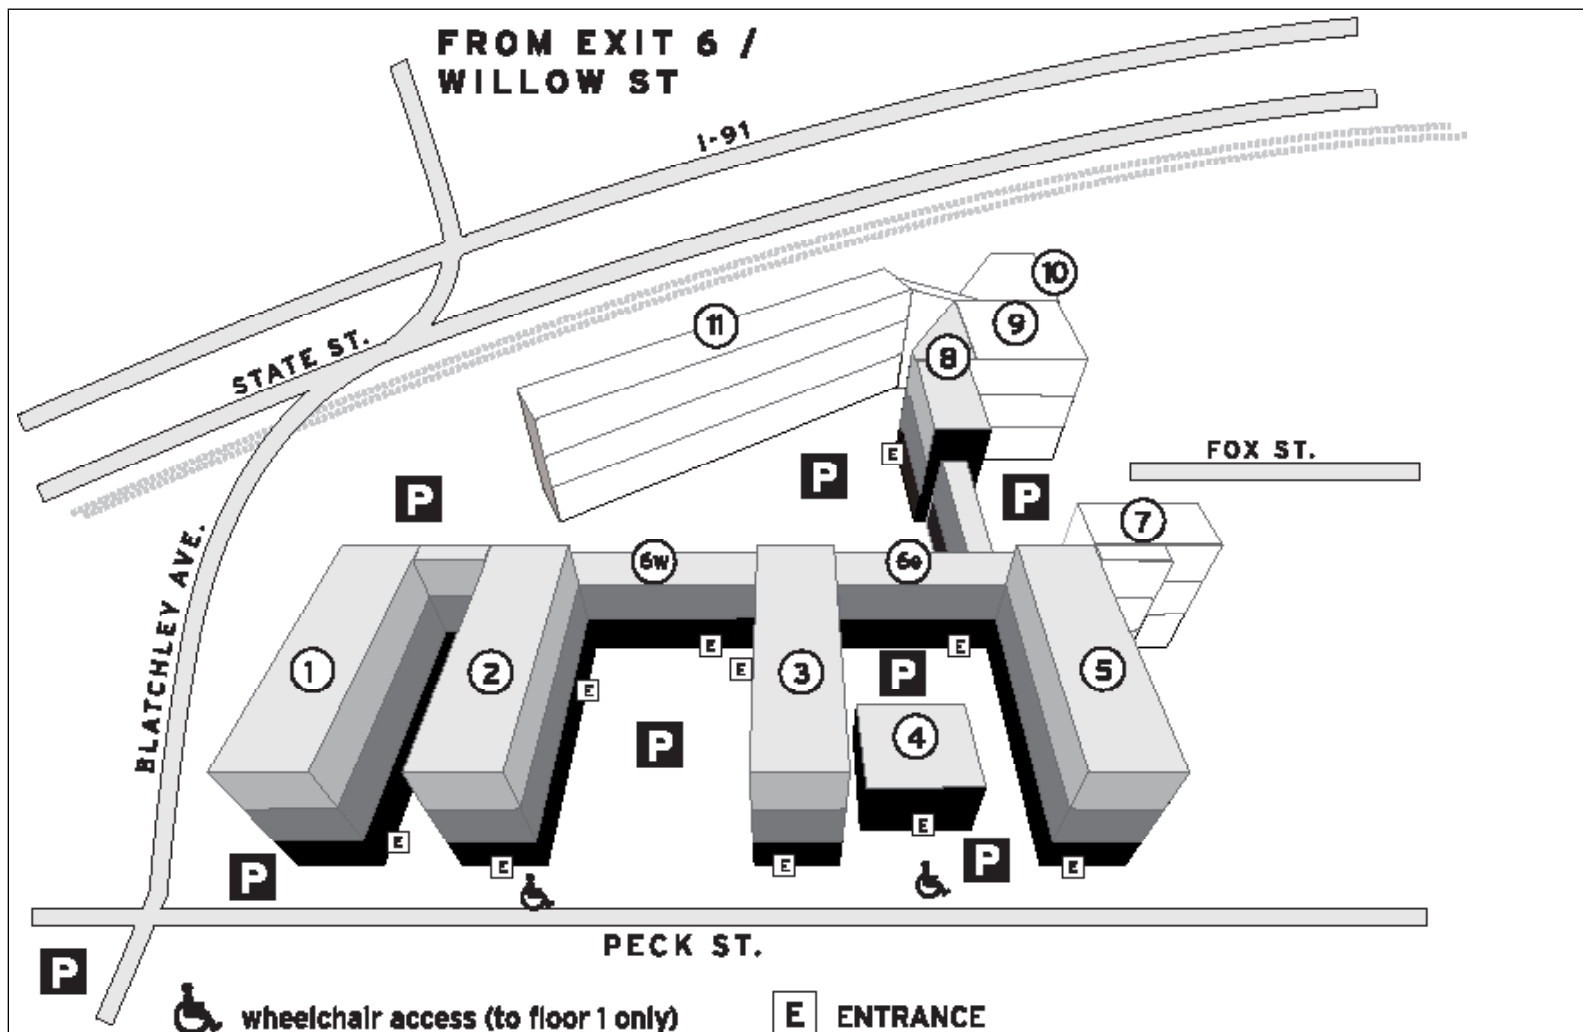 FROM EXIT 6 /
WILLOW ST
I-91
10
11
9
8
STATE ST.
E
FOX ST.
P
P
P
7
BLATCHLEY AVE.
6w
6e
E
E
E
1
2
3
P
5
E
P
4
E
E
E
E
P
E
P
E
PECK ST.
P
wheelchair access (to floor 1 only)
E ENTRANCE